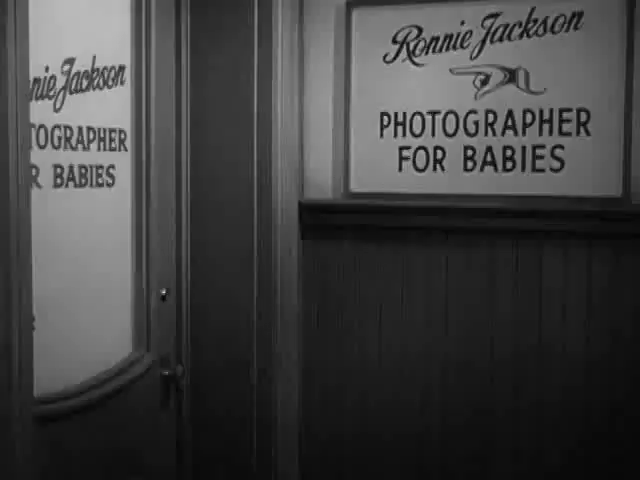 nie Jackson
TOGRAPHER
R BABIES
Ronnie Jackson
PHOTOGRAPHER
FOR BABIES